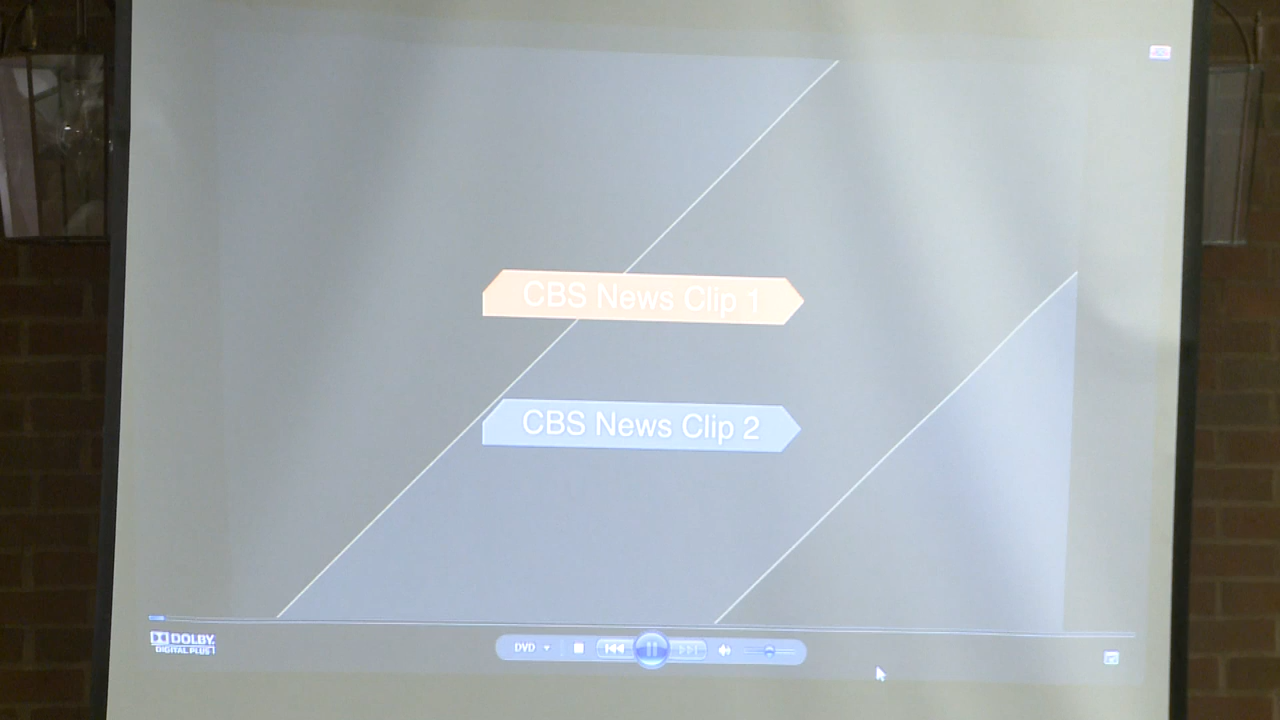 CBS News Clip 1
CBS News Clip 2
DOLBY
DIGITAL PLUS
DVD